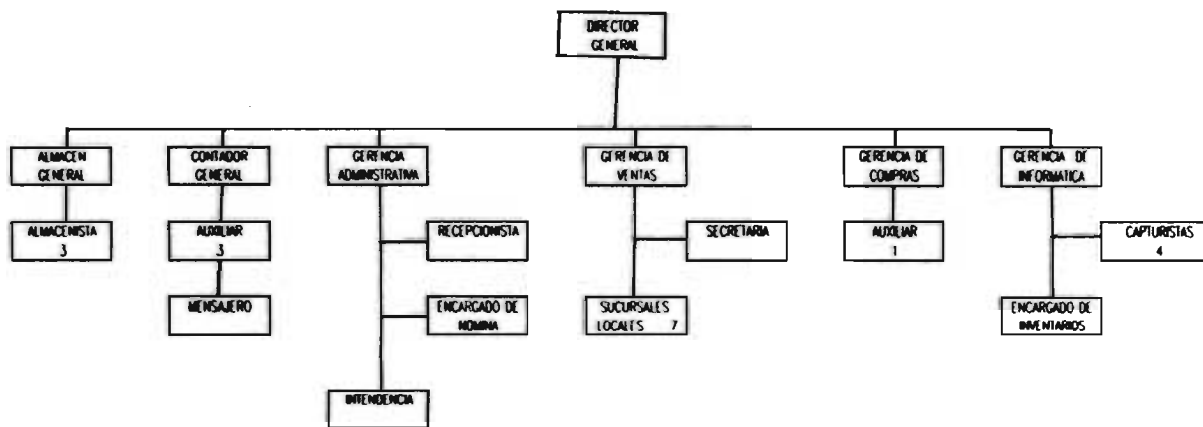 DIRECTOR
GENERAL
ALMACEN
GENERAL
CONTADOR
GENERAL
GERENCIA
ADMINISTRATIVA
GERENCIA DE
VENTAS
GERENCIA DE
COMPRAS
GERENCIA DE
INFORMATICA
ALMACENISTA
3
AUXILIAR
3
RECEPCIONISTA
SECRETARIA
AUXILIAR
1
CAPTURISTAS
4
MENSAJERO
ENCARGADO DE
NOMINA
SUCURSALES
LOCALES 7
ENCARGADO DE
INVENTARIOS
INTENDENCIA